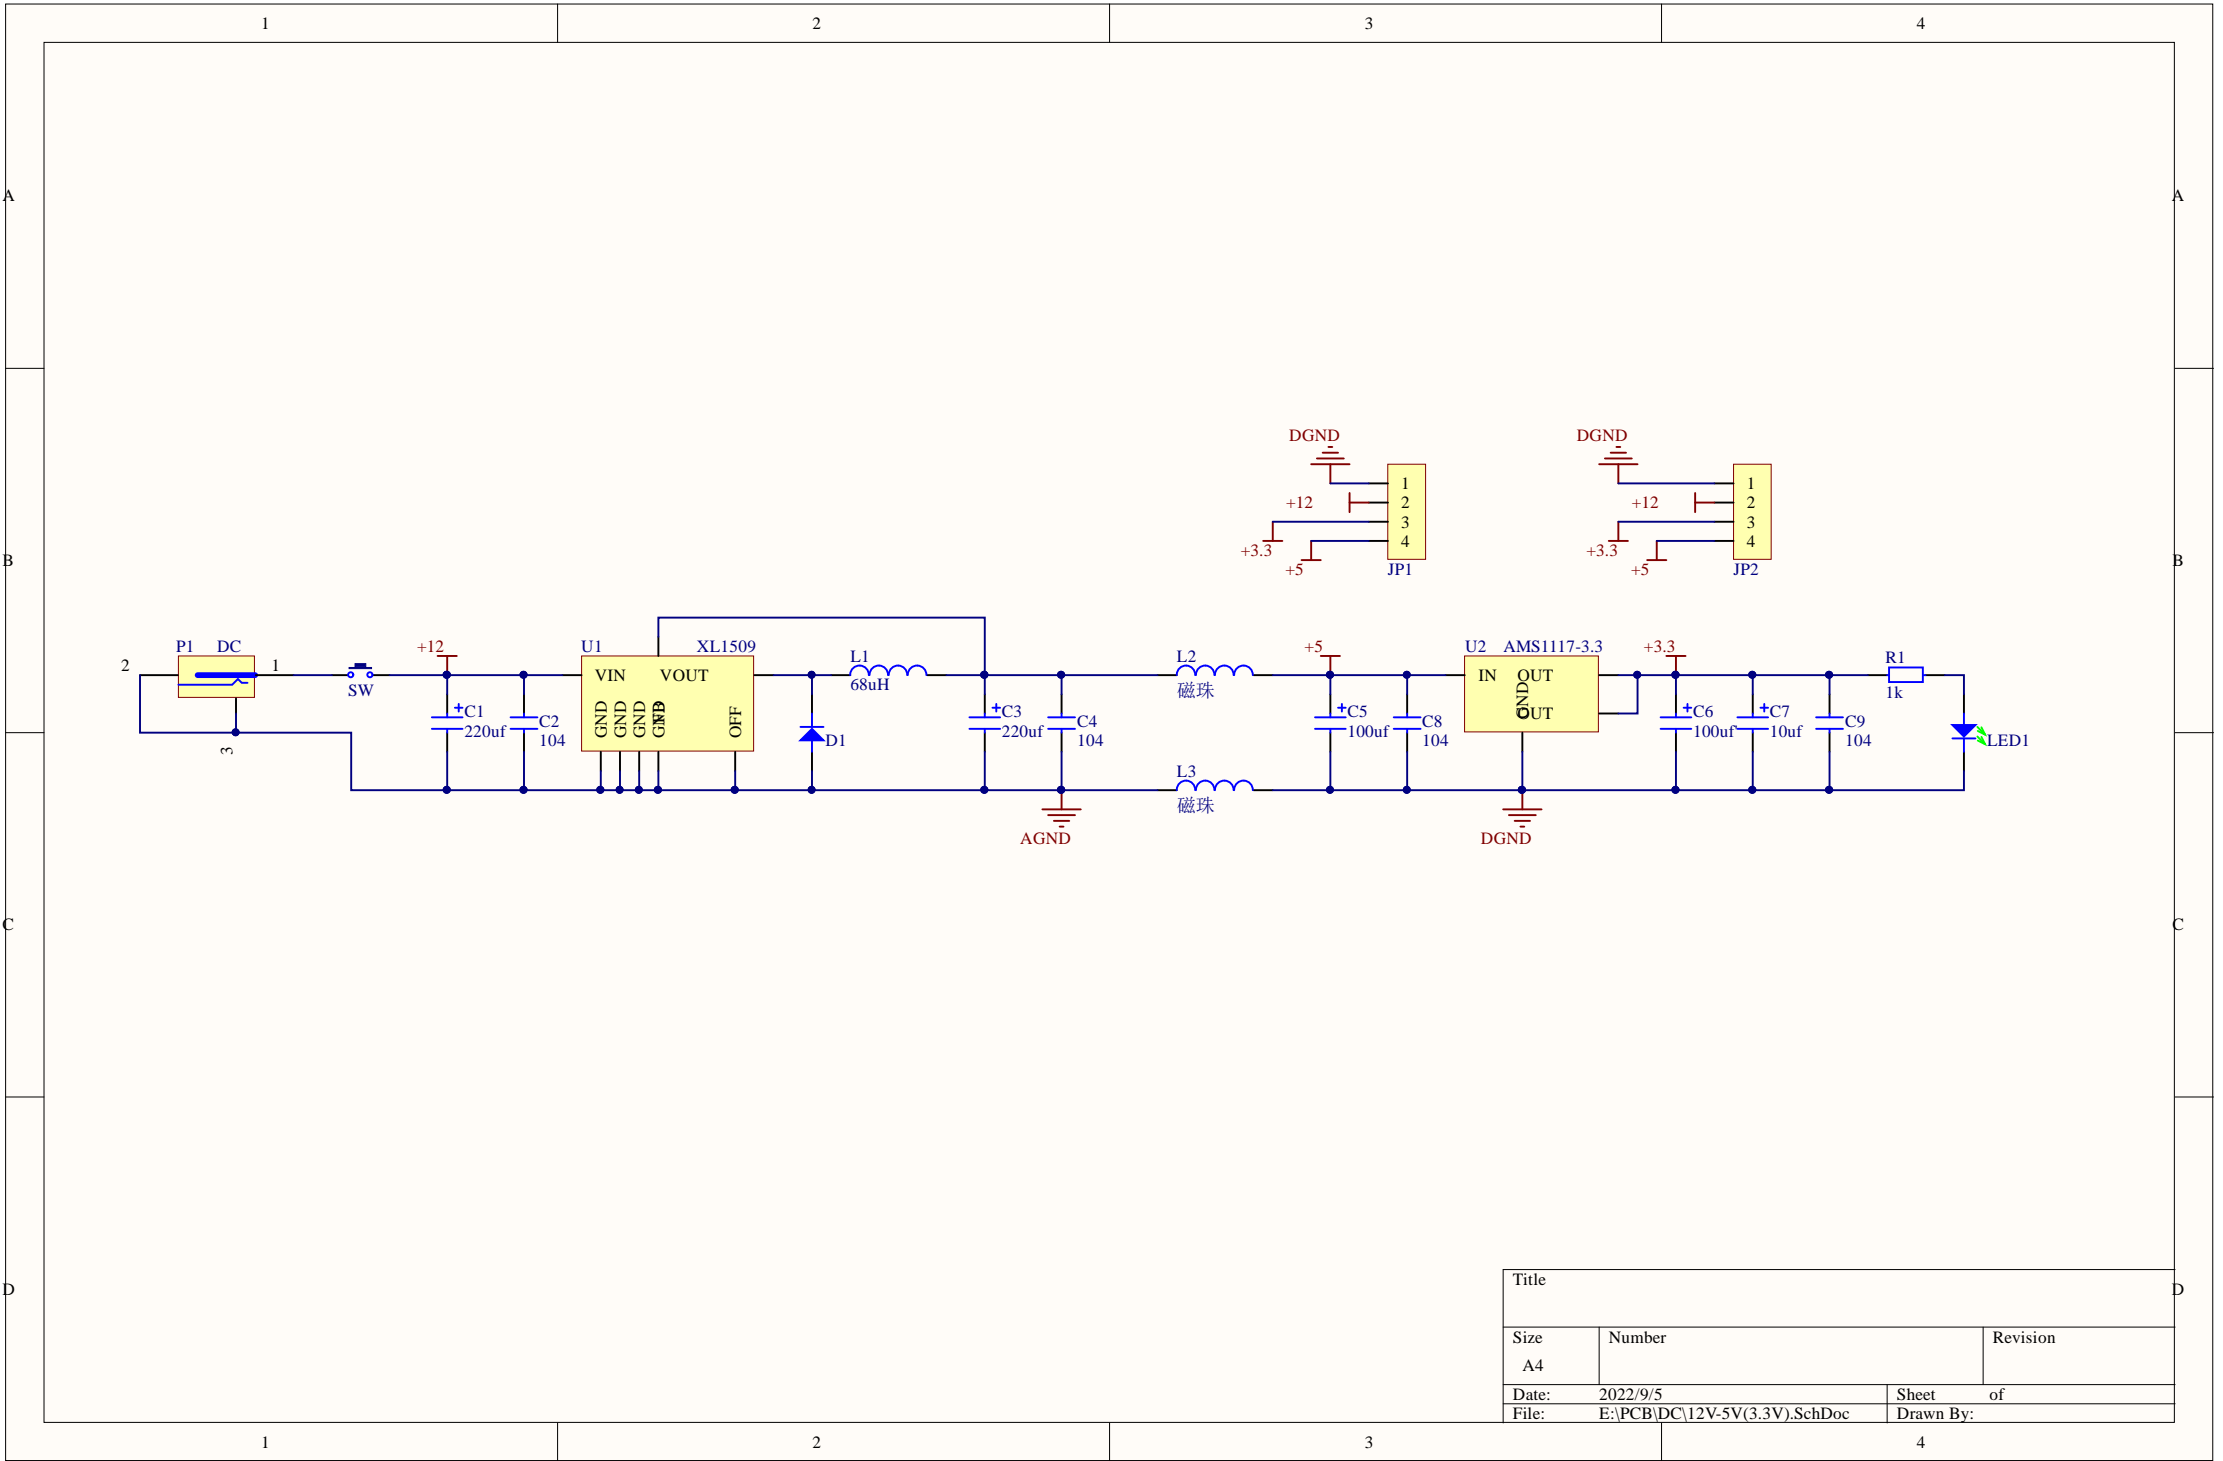 1 2 3 4
A A
DGND DGND
1 1
+12 2 +12 2
3 3
+3.3 4 +3.3 4
+5 JP1 +5 JP2
B B
P1 DC +12 U1 XL1509 L1 L2 +5 U2 AMS1117-3.3 +3.3 R1
2 1 VIN VOUT IN OUT
SW 68uH 磁珠 1k
C1 C2 GND GND GND GND FB OFF D1 C3 C4 C5 C8 GND OUT C6 C7 C9 LED1
220uf 104 220uf 104 100uf 104 100uf 10uf 104
3
L3
磁珠
AGND DGND
C C
D D
Title
Size Number Revision
A4
Date: 2022/9/5 Sheet of
File: E:\PCB\DC\12V-5V(3.3V).SchDoc Drawn By:
1 2 3 4